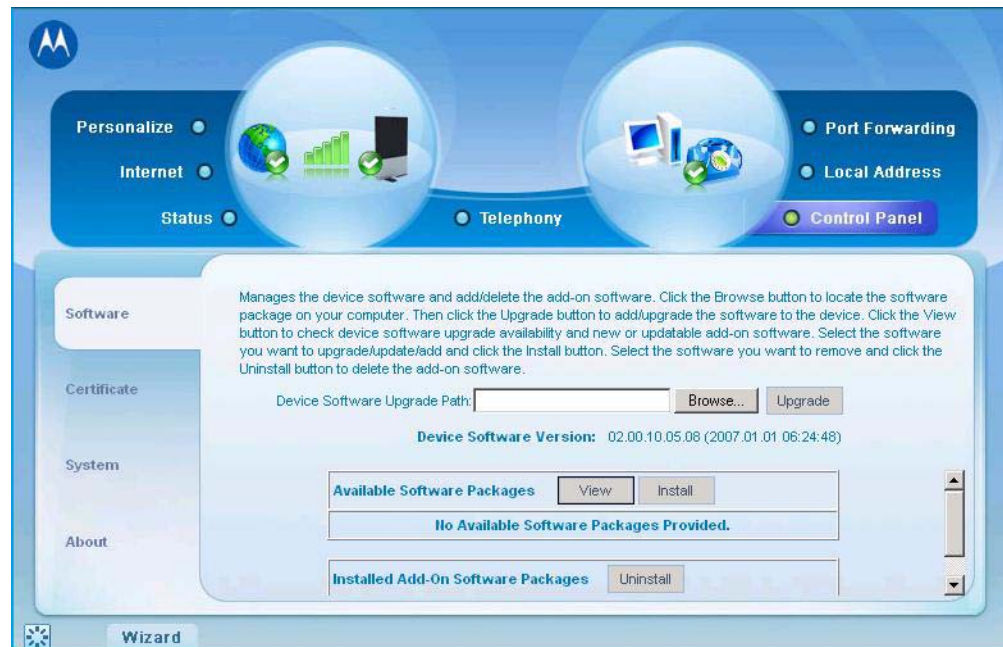 Personalize
Internet
Status
Telephony
Port Forwarding
Local Address
Control Panel
Software
Certificate
System
About
Manages the device software and add/delete the add-on software. Click the Browse button to locate the software
package on your computer. Then click the Upgrade button to add/upgrade the software to the device. Click the View
button to check device software upgrade availability and new or updatable add-on software. Select the software
you want to upgrade/update/add and click the Install button. Select the software you want to remove and click the
Uninstall button to delete the add-on software.
Device Software Upgrade Path: Browse... Upgrade
Device Software Version: 02.00.10.05.08 (2007.01.01 06:24:48)
Available Software Packages View Install
No Available Software Packages Provided.
Installed Add-On Software Packages Uninstall
Wizard